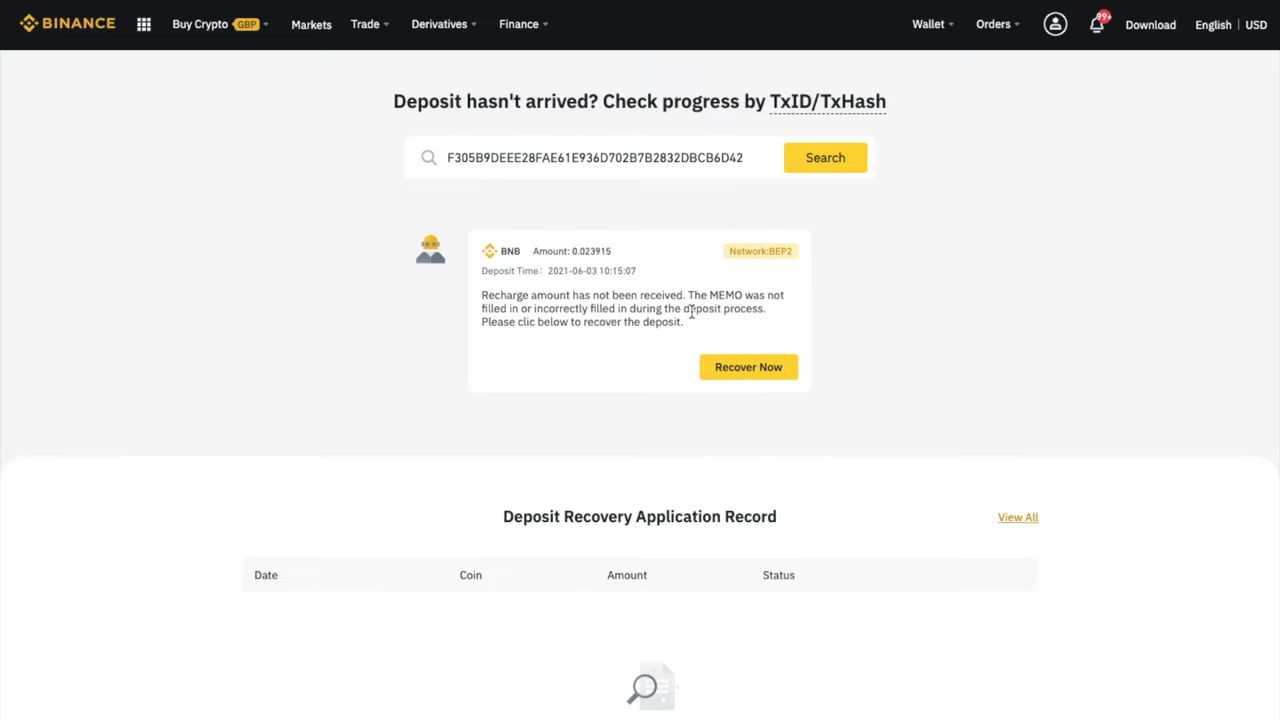 BINANCE Buy Crypto GBP Markets Trade Derivatives Finance Wallet Orders 99+ Download English | USD
Deposit hasn't arrived? Check progress by TxID/TxHash
F305B9DEEE28FAE61E936D702B7B2832DBCB6D42 Search
BNB Amount: 0.023915 Network:BEP2
Deposit Time: 2021-06-03 10:15:07
Recharge amount has not been received. The MEMO was not
filled in or incorrectly filled in during the deposit process.
Please clic below to recover the deposit.
Recover Now
Deposit Recovery Application Record View All
Date Coin Amount Status